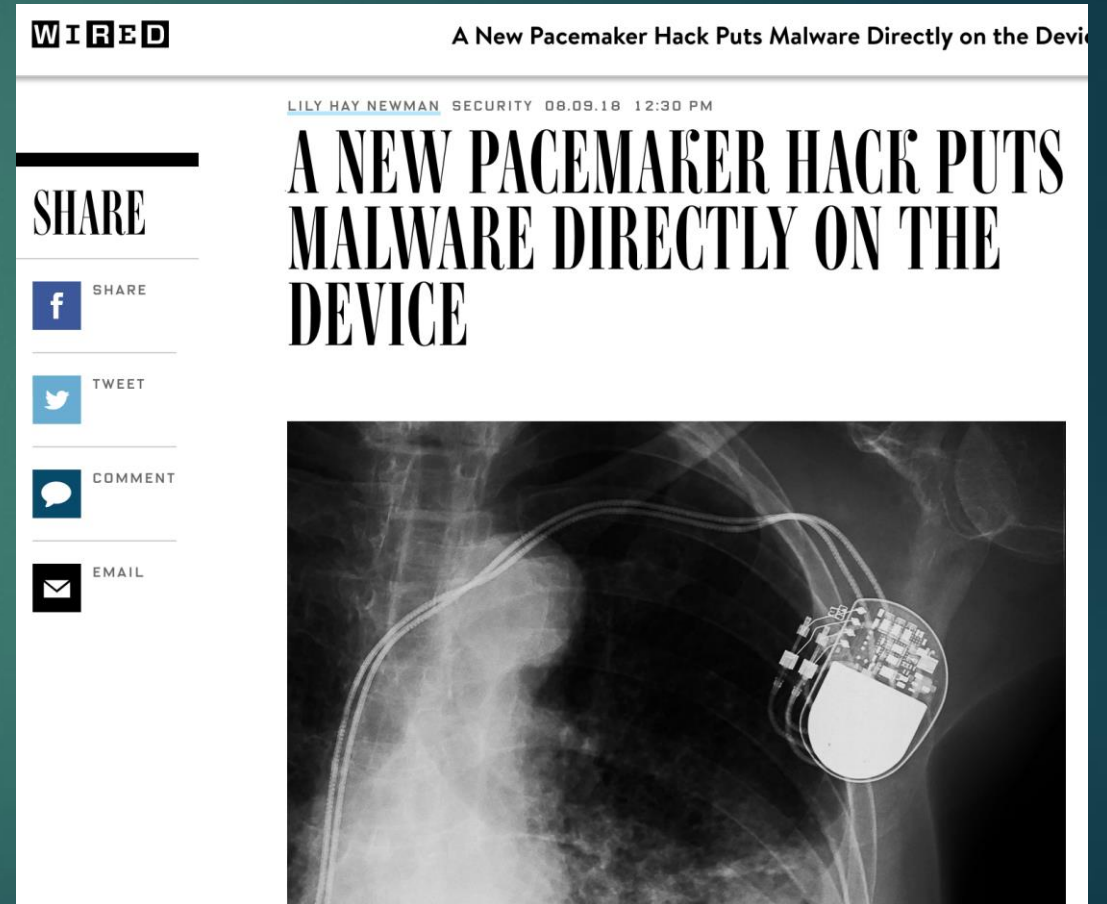 WIRED
A New Pacemaker Hack Puts Malware Directly on the
LILY HAY NEWMAN SECURITY 08.09.18 12:30 PM
A NEW PACEMAKER HACK PUTS
MALWARE DIRECTLY ON THE
DEVICE
SHARE
f SHARE
TWEET
COMMENT
EMAIL